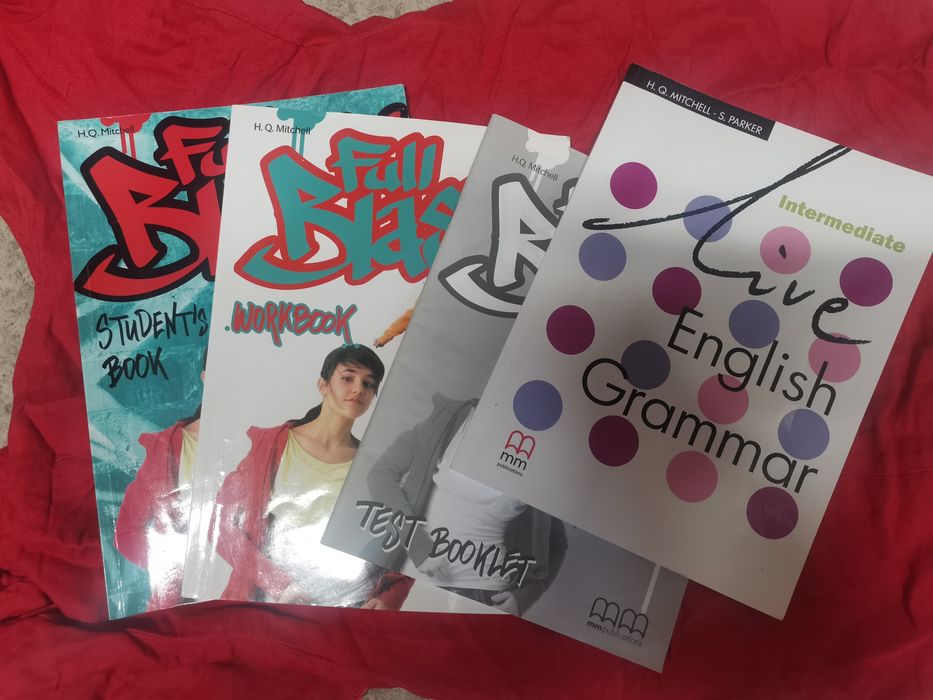 H.Q. Mitchell
STUDENT'S
BOOK
H. Q. Mitchell
Full
WORKBOOK
H.Q. Mitchell
TEST BOOKLET
mm publications
H. Q. MITCHELL - S. PARKER
Intermediate
live
English
Grammar
mm
publications